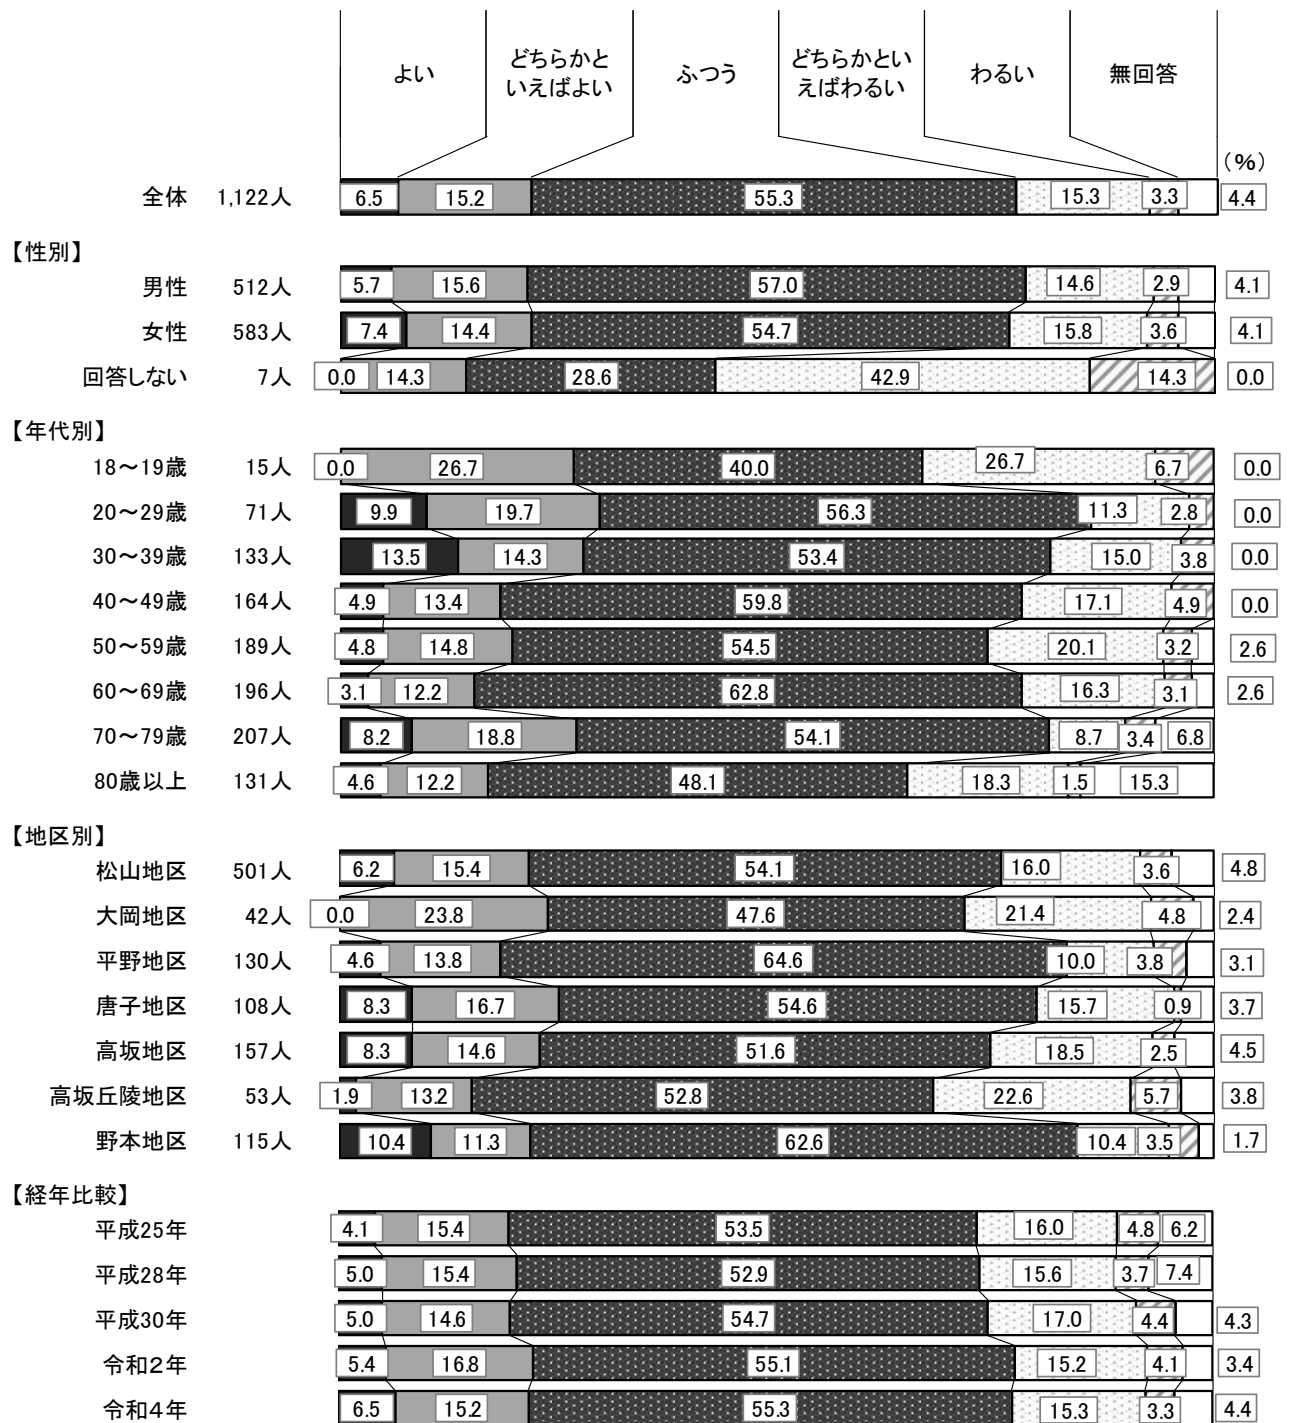 よい
どちらかと
いえばよい
ふつう
どちらかとい
えばわるい
わるい
無回答
(%)
全体 1,122人 6.5 15.2 55.3 15.3 3.3 4.4
【性別】
男性 512人 5.7 15.6 57.0 14.6 2.9 4.1
女性 583人 7.4 14.4 54.7 15.8 3.6 4.1
回答しない 7人 0.0 14.3 28.6 42.9 14.3 0.0
【年代別】
18～19歳 15人 0.0 26.7 40.0 26.7 6.7 0.0
20～29歳 71人 9.9 19.7 56.3 11.3 2.8 0.0
30～39歳 133人 13.5 14.3 53.4 15.0 3.8 0.0
40～49歳 164人 4.9 13.4 59.8 17.1 4.9 0.0
50～59歳 189人 4.8 14.8 54.5 20.1 3.2 2.6
60～69歳 196人 3.1 12.2 62.8 16.3 3.1 2.6
70～79歳 207人 8.2 18.8 54.1 8.7 3.4 6.8
80歳以上 131人 4.6 12.2 48.1 18.3 1.5 15.3
【地区別】
松山地区 501人 6.2 15.4 54.1 16.0 3.6 4.8
大岡地区 42人 0.0 23.8 47.6 21.4 4.8 2.4
平野地区 130人 4.6 13.8 64.6 10.0 3.8 3.1
唐子地区 108人 8.3 16.7 54.6 15.7 0.9 3.7
高坂地区 157人 8.3 14.6 51.6 18.5 2.5 4.5
高坂丘陵地区 53人 1.9 13.2 52.8 22.6 5.7 3.8
野本地区 115人 10.4 11.3 62.6 10.4 3.5 1.7
【経年比較】
平成25年 4.1 15.4 53.5 16.0 4.8 6.2
平成28年 5.0 15.4 52.9 15.6 3.7 7.4
平成30年 5.0 14.6 54.7 17.0 4.4 4.3
令和2年 5.4 16.8 55.1 15.2 4.1 3.4
令和4年 6.5 15.2 55.3 15.3 3.3 4.4